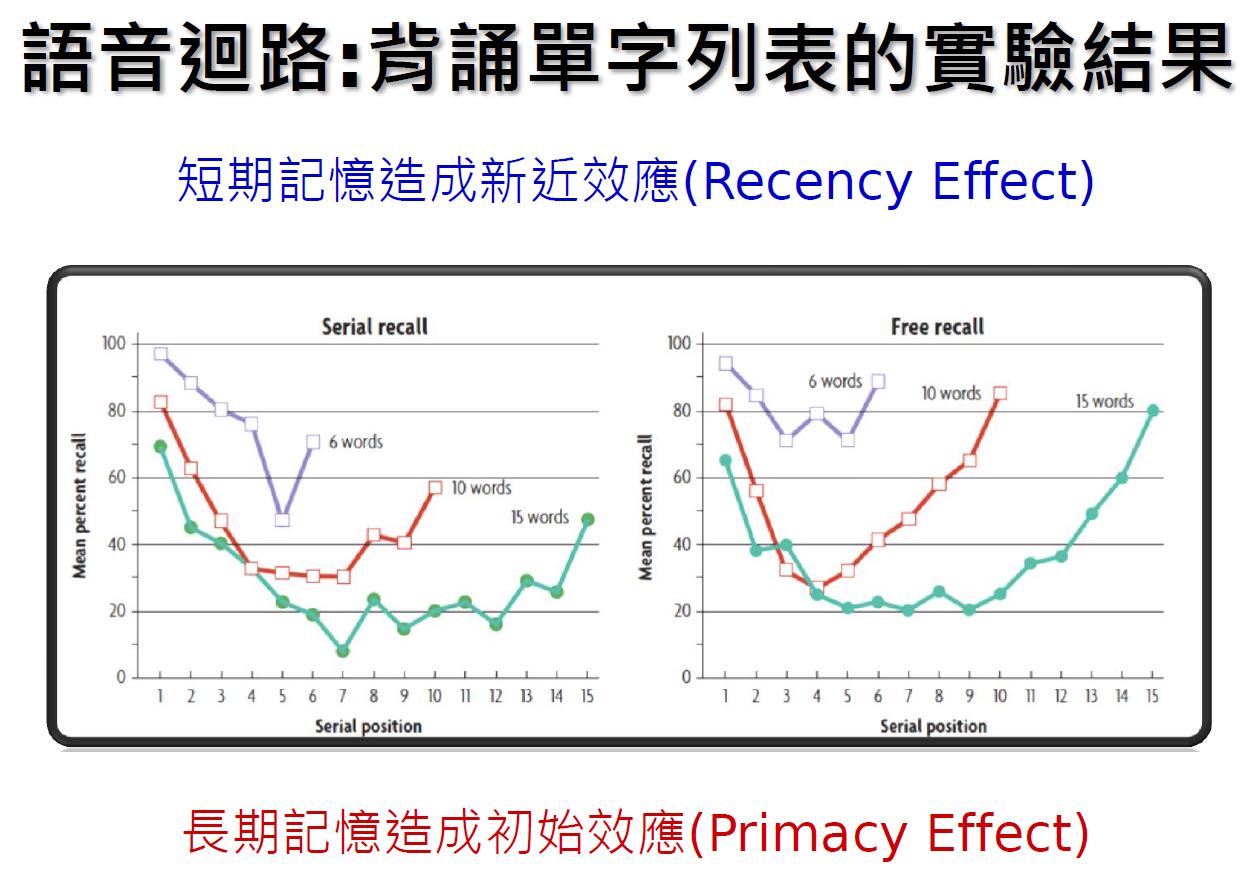 語音迴路:背誦單字列表的實驗結果
短期記憶造成新近效應(Recency Effect)
Serial recall
100
80
60
40
20
0
Mean percent recall
6 words
10 words
15 words
1 2 3 4 5 6 7 8 9 10 11 12 13 14 15
Serial position
Free recall
100
80
60
40
20
0
Mean percent recall
6 words
10 words
15 words
1 2 3 4 5 6 7 8 9 10 11 12 13 14 15
Serial position
長期記憶造成初始效應(Primacy Effect)